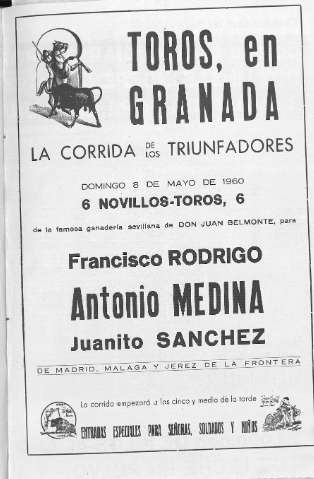 TOROS, en
GRANADA
LA CORRIDA DE LOS TRIUNFADORES
DOMINGO 8 DE MAYO DE 1960
6 NOVILLOS-TOROS, 6
de la famosa ganadería sevillana de DON JUAN BELMONTE, para
Francisco RODRIGO
Antonio MEDINA
Juanito SANCHEZ
DE MADRID, MALAGA Y JEREZ DE LA FRONTERA
La corrida empezará a las cinco y media de la tarde
ENTRADAS ESPECIALES PARA SEÑORAS, SOLDADOS Y NIÑOS